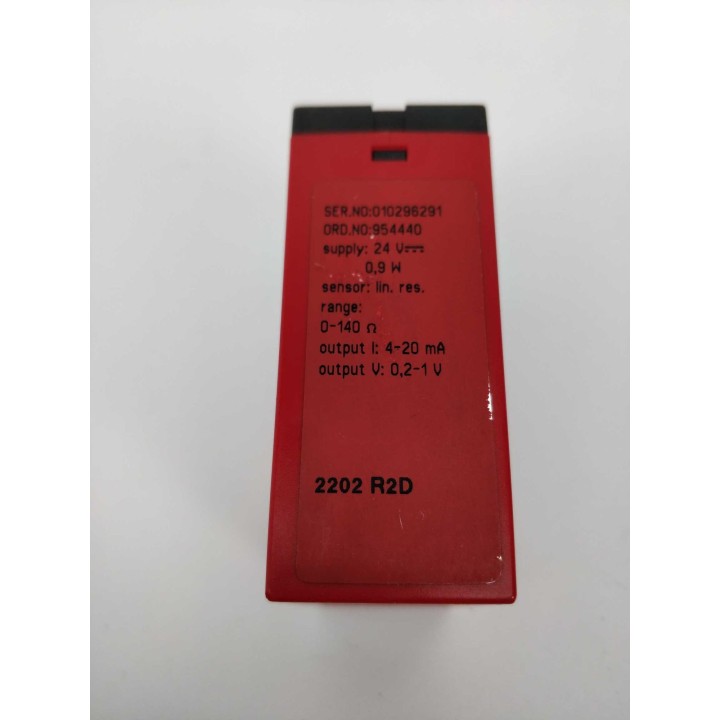 SER.NO:010296291
ORD.NO:954440
supply: 24 V⎓
0,9 W
sensor: lin. res.
range:
0-140 Ω
output I: 4-20 mA
output V: 0,2-1 V
2202 R2D